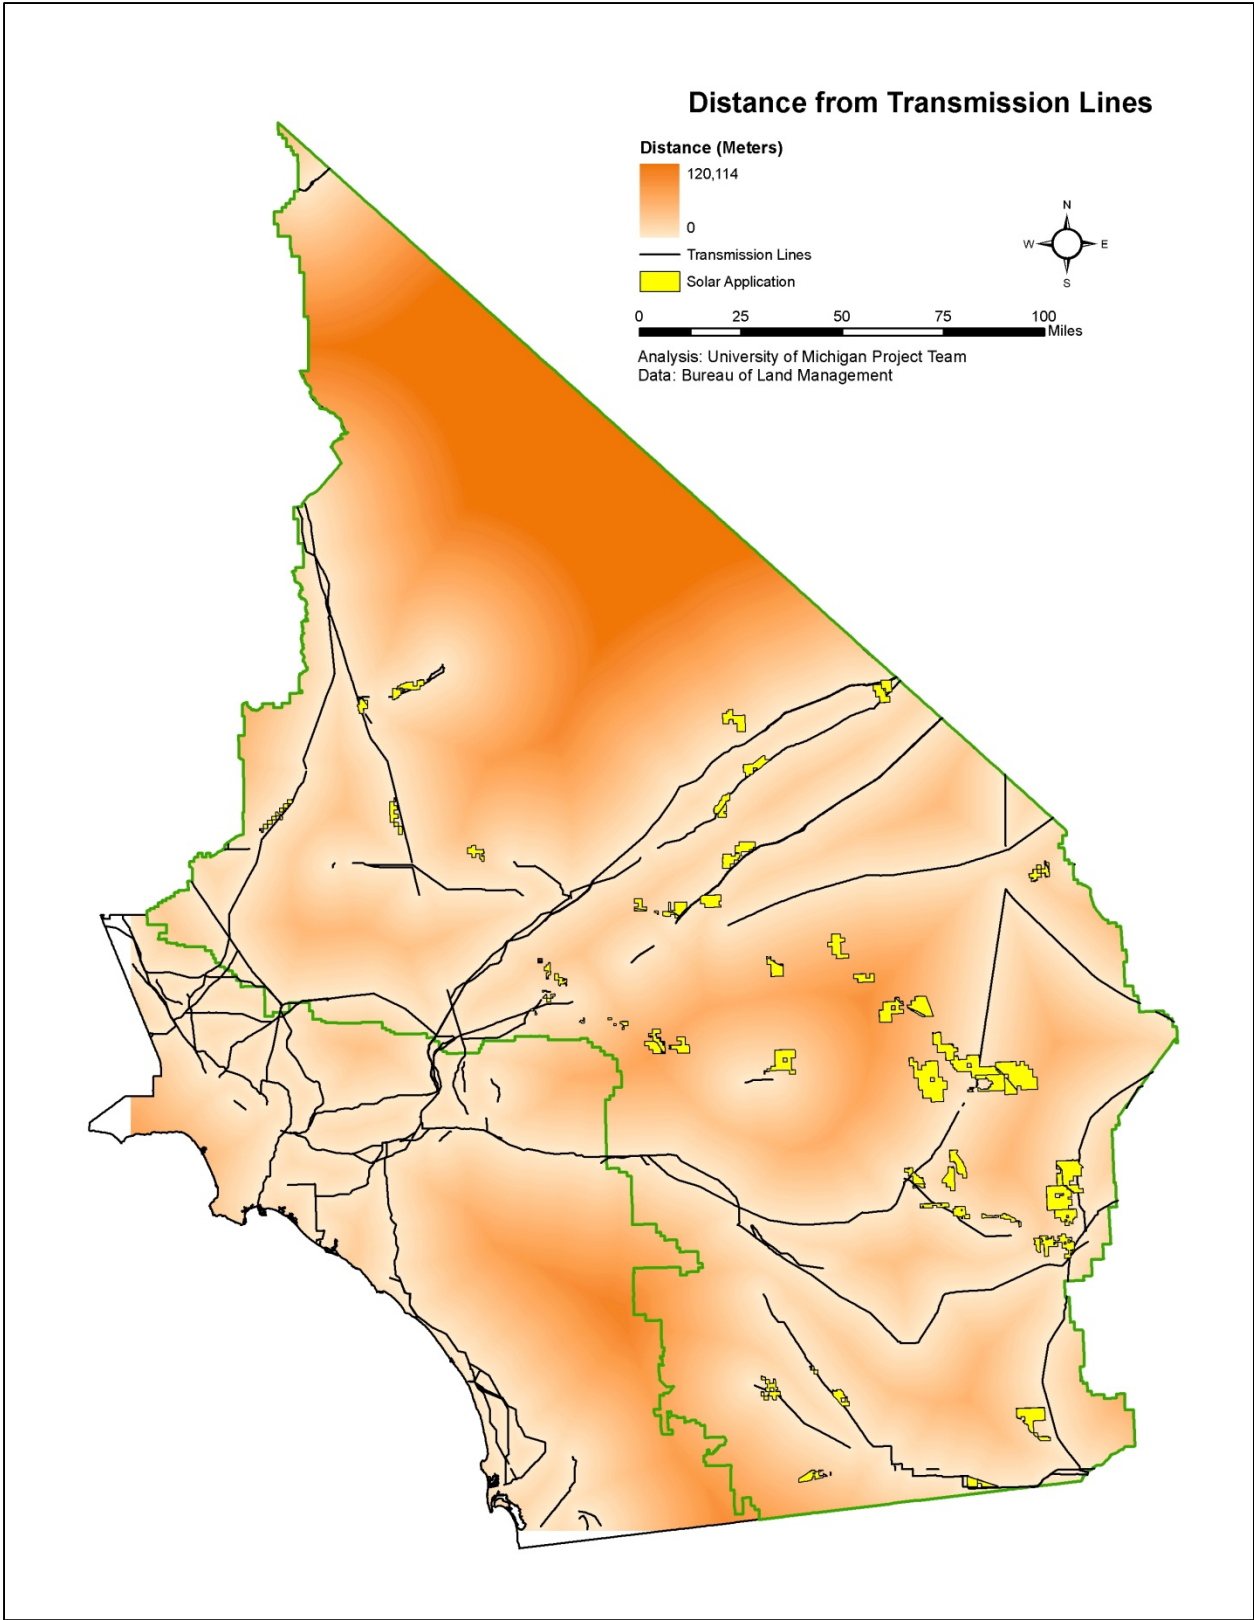 Distance from Transmission Lines
Distance (Meters)
120,114
0
Transmission Lines
Solar Application
N
W E
S
0 25 50 75 100
Miles
Analysis: University of Michigan Project Team
Data: Bureau of Land Management